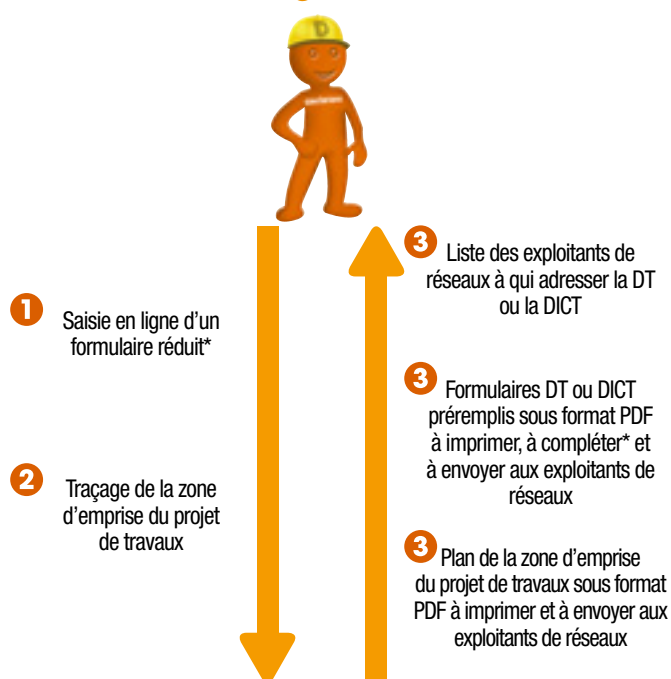 D
1
Saisie en ligne d’un
formulaire réduit*
2
Traçage de la zone
d’emprise du projet
de travaux
3
Liste des exploitants de
réseaux à qui adresser la DT
ou la DICT
3
Formulaires DT ou DICT
préremplis sous format PDF
à imprimer, à compléter* et
à envoyer aux exploitants de
réseaux
3
Plan de la zone d’emprise
du projet de travaux sous format
PDF à imprimer et à envoyer aux
exploitants de réseaux